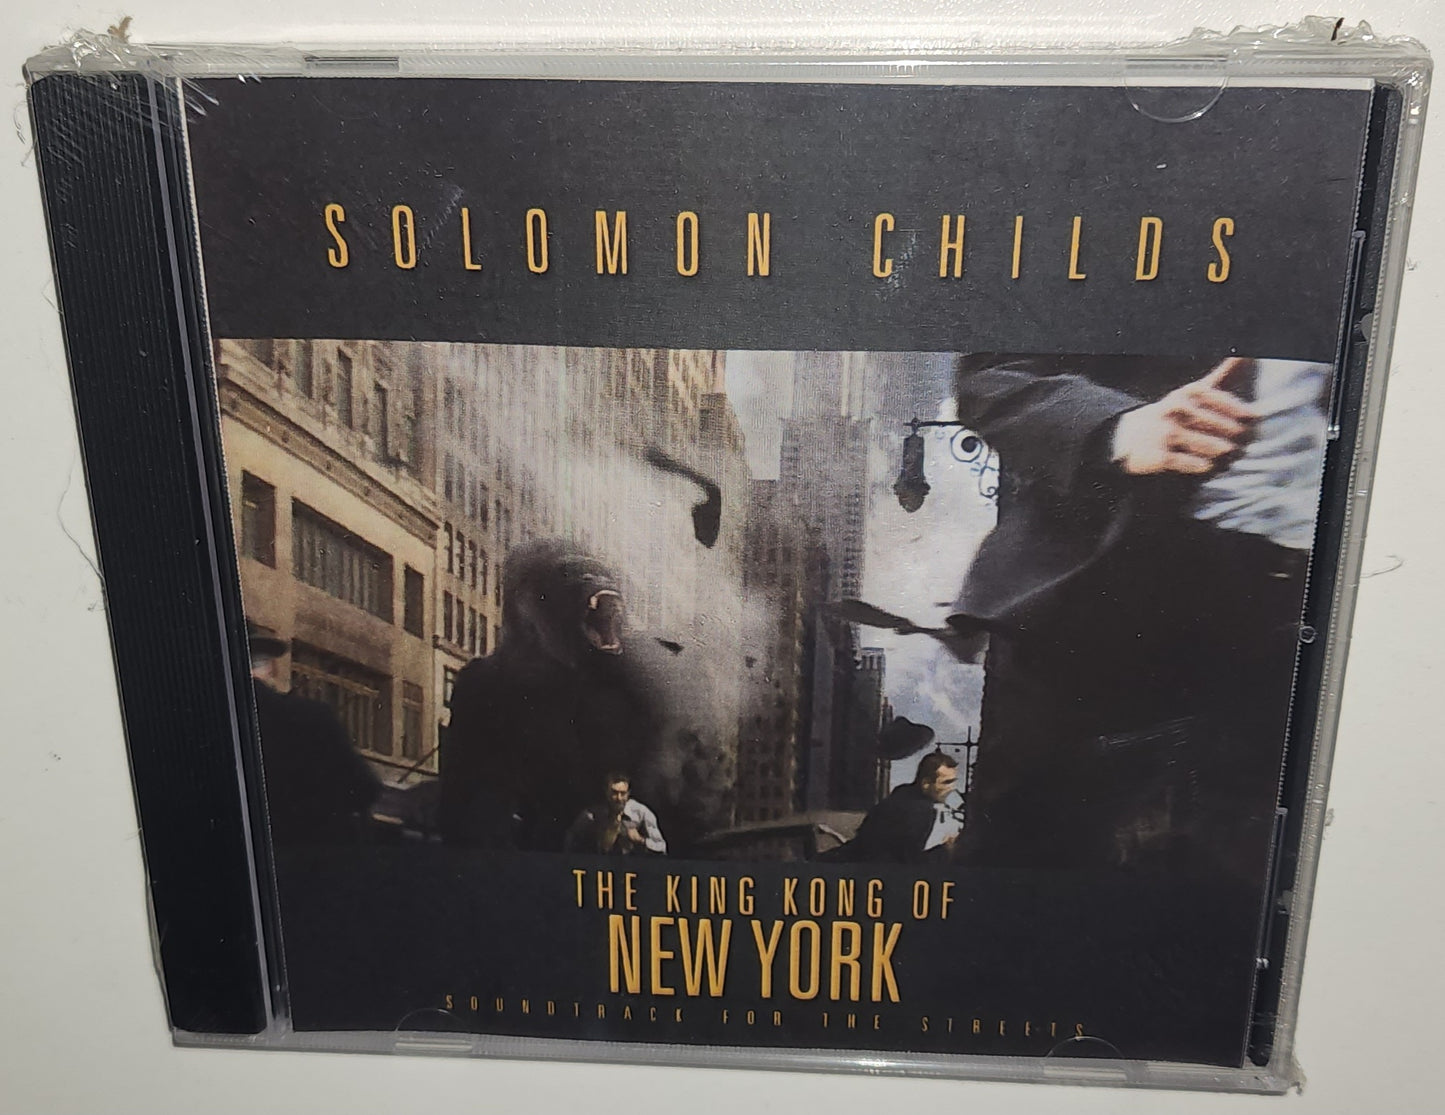 SOLOMON CHILDS
THE KING KONG OF
NEW YORK
SOUNDTRACK FOR THE STREETS